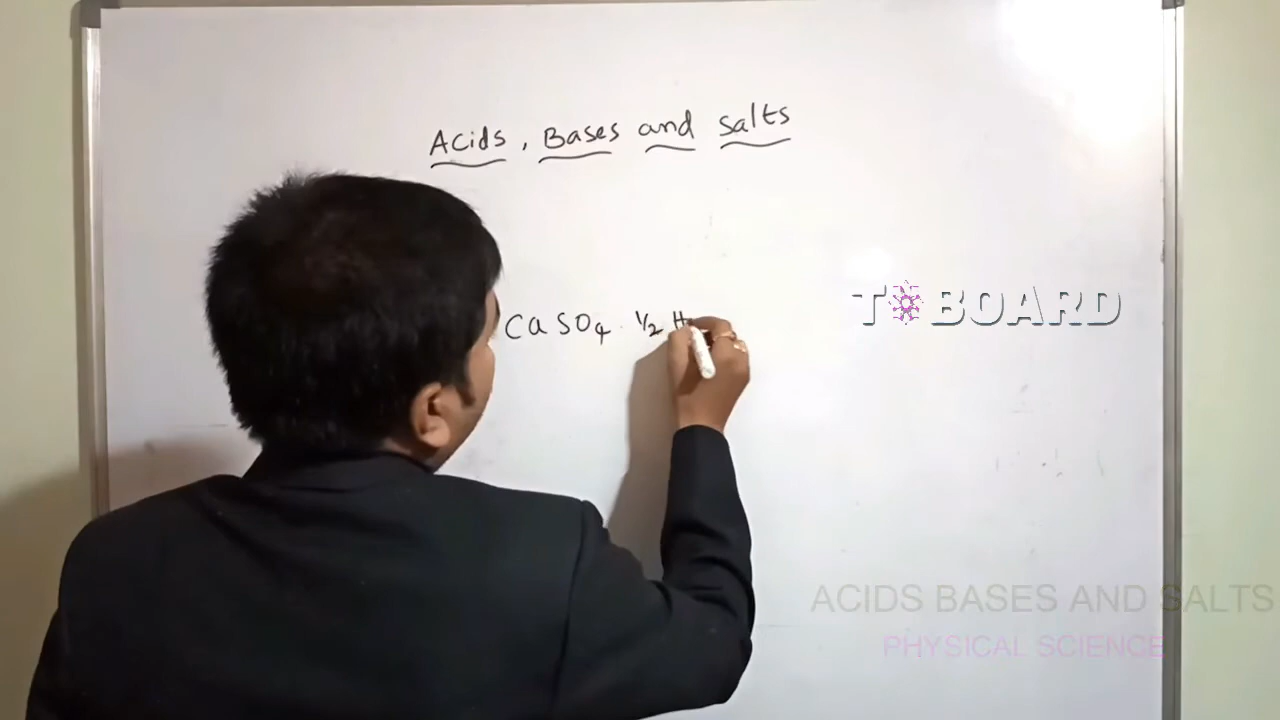 Acids, Bases and Salts
CaSO4 · 1/2 H
T BOARD
ACIDS BASES AND SALTS
PHYSICAL SCIENCE